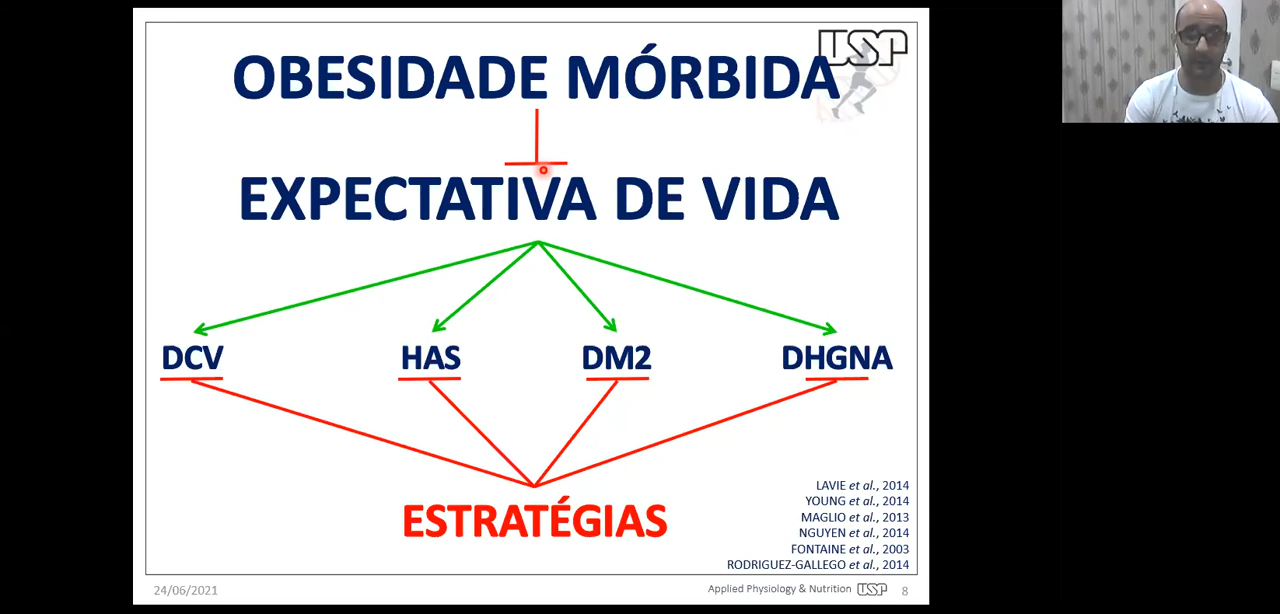 USP
OBESIDADE MÓRBIDA
EXPECTATIVA DE VIDA
DCV HAS DM2 DHGNA
ESTRATÉGIAS
LAVIE et al., 2014
YOUNG et al., 2014
MAGLIO et al., 2013
NGUYEN et al., 2014
FONTAINE et al., 2003
RODRIGUEZ-GALLEGO et al., 2014
24/06/2021 Applied Physiology & Nutrition USP 8